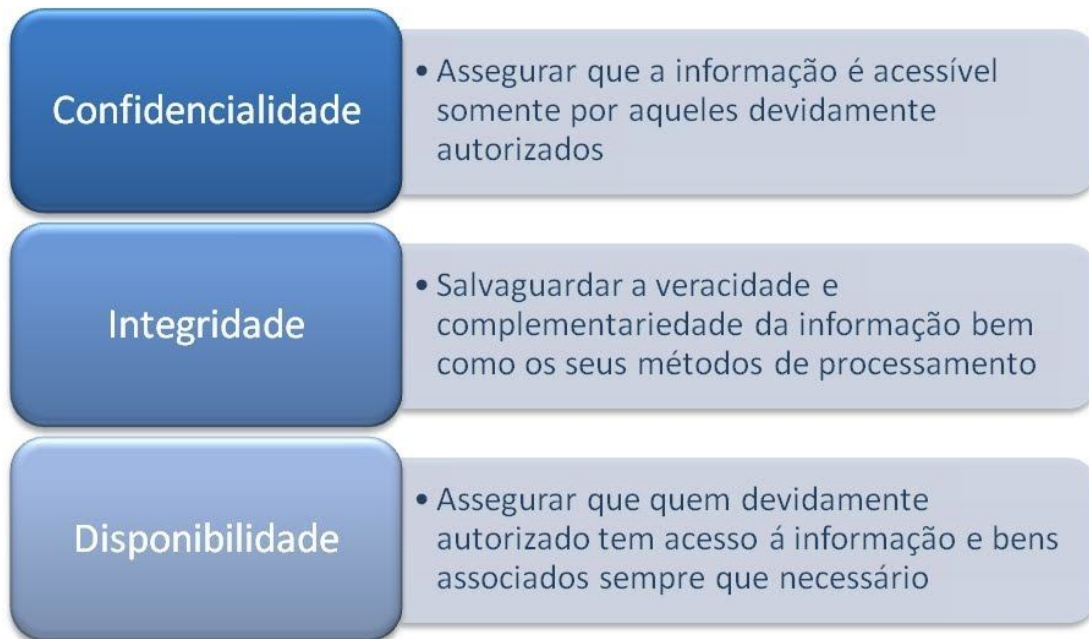 Confidencialidade
• Assegurar que a informação é acessível
somente por aqueles devidamente
autorizados
Integridade
• Salvaguardar a veracidade e
complementariedade da informação bem
como os seus métodos de processamento
Disponibilidade
• Assegurar que quem devidamente
autorizado tem acesso á informação e bens
associados sempre que necessário